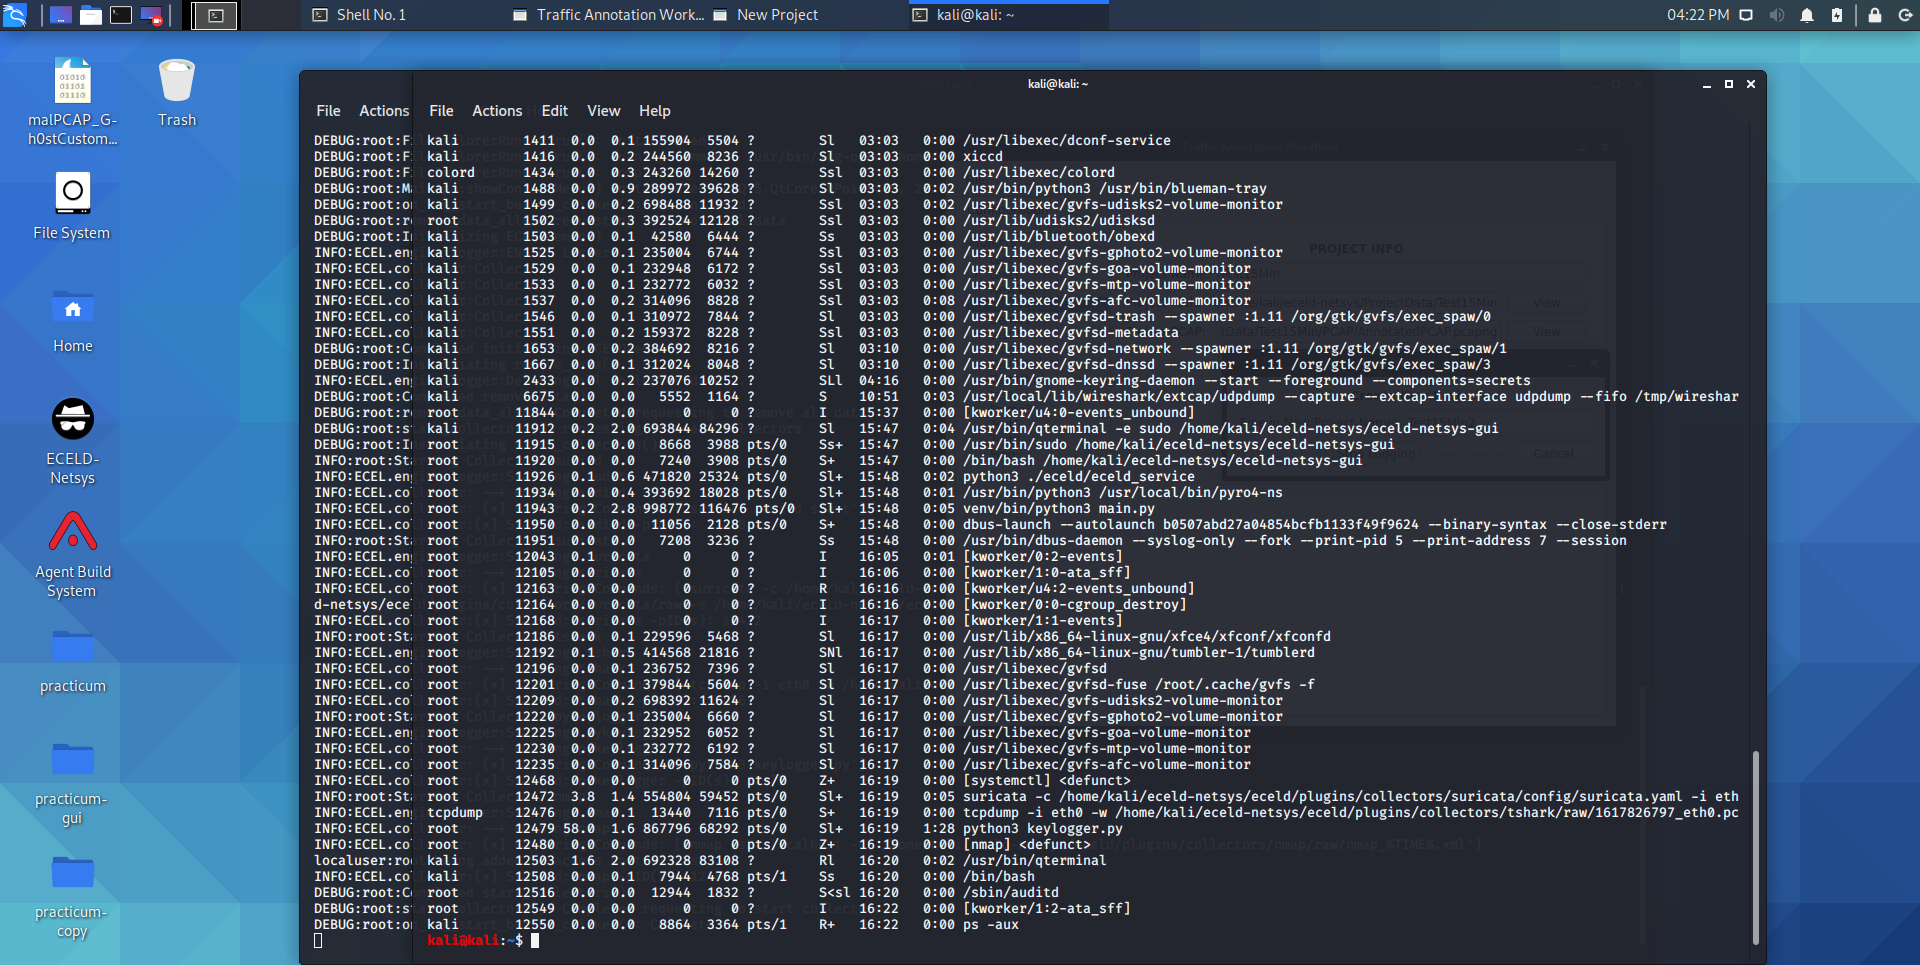 Shell No. 1
Traffic Annotation Work...
New Project
kali@kali: ~
04:22 PM
malPCAP_G-
h0stCustom...
Trash
File System
Home
ECELD-
Netsys
Agent Build
System
practicum
practicum-
gui
practicum-
copy
kali@kali: ~
File Actions
File Actions Edit View Help
DEBUG:root:Fi kali 1411 0.0 0.1 155904 5504 ? Sl 03:03 0:00 /usr/libexec/dconf-service
DEBUG:root:Fi kali 1416 0.0 0.2 244560 8236 ? Sl 03:03 0:00 xiccd
DEBUG:root:Fi colord 1434 0.0 0.3 243260 14260 ? Ssl 03:03 0:00 /usr/libexec/colord
DEBUG:root:Ma kali 1488 0.0 0.9 289972 39628 ? Sl 03:03 0:02 /usr/bin/python3 /usr/bin/blueman-tray
DEBUG:root:on kali 1499 0.0 0.2 698488 11932 ? Ssl 03:03 0:02 /usr/libexec/gvfs-udisks2-volume-monitor
DEBUG:root:re root 1502 0.0 0.3 392524 12128 ? Ssl 03:03 0:00 /usr/lib/udisks2/udisksd
DEBUG:root:In kali 1503 0.0 0.1 42580 6444 ? Ss 03:03 0:00 /usr/lib/bluetooth/obexd
INFO:ECEL.eng kali 1525 0.0 0.1 235004 6744 ? Ssl 03:03 0:00 /usr/libexec/gvfs-gphoto2-volume-monitor
INFO:ECEL.col kali 1529 0.0 0.1 232948 6172 ? Ssl 03:03 0:00 /usr/libexec/gvfs-goa-volume-monitor
INFO:ECEL.col kali 1533 0.0 0.1 232772 6032 ? Ssl 03:03 0:00 /usr/libexec/gvfs-mtp-volume-monitor
INFO:ECEL.col kali 1537 0.0 0.2 314096 8828 ? Ssl 03:03 0:08 /usr/libexec/gvfs-afc-volume-monitor
INFO:ECEL.col kali 1546 0.0 0.1 310972 7844 ? Sl 03:03 0:00 /usr/libexec/gvfsd-trash --spawner :1.11 /org/gtk/gvfs/exec_spaw/0
INFO:ECEL.col kali 1551 0.0 0.2 159372 8228 ? Ssl 03:03 0:00 /usr/libexec/gvfsd-metadata
DEBUG:root:Co kali 1653 0.0 0.2 384692 8216 ? Sl 03:10 0:00 /usr/libexec/gvfsd-network --spawner :1.11 /org/gtk/gvfs/exec_spaw/1
DEBUG:root:In kali 1667 0.0 0.1 312024 8048 ? Sl 03:10 0:00 /usr/libexec/gvfsd-dnssd --spawner :1.11 /org/gtk/gvfs/exec_spaw/3
INFO:ECEL.eng kali 2433 0.0 0.2 237076 10252 ? SLl 04:16 0:00 /usr/bin/gnome-keyring-daemon --start --foreground --components=secrets
INFO:ECEL.col kali 6675 0.0 0.0 5552 1164 ? S 10:51 0:03 /usr/local/lib/wireshark/extcap/udpdump --capture --extcap-interface udpdump --fifo /tmp/wireshar
DEBUG:root:re root 11844 0.0 0.0 0 0 ? I 15:37 0:00 [kworker/u4:0-events_unbound]
DEBUG:root:st kali 11912 0.2 2.0 693844 84296 ? Sl 15:47 0:04 /usr/bin/qterminal -e sudo /home/kali/eceld-netsys/eceld-netsys-gui
DEBUG:root:In root 11915 0.0 0.0 8668 3988 pts/0 Ss+ 15:47 0:00 /usr/bin/sudo /home/kali/eceld-netsys/eceld-netsys-gui
INFO:root:Sta root 11920 0.0 0.0 7240 3908 pts/0 S+ 15:47 0:00 /bin/bash /home/kali/eceld-netsys/eceld-netsys-gui
INFO:ECEL.eng root 11926 0.1 0.6 471820 25324 pts/0 Sl+ 15:48 0:02 python3 ./eceld/eceld_service
INFO:ECEL.col root 11934 0.0 0.4 393692 18028 pts/0 Sl+ 15:48 0:01 /usr/bin/python3 /usr/local/bin/pyro4-ns
INFO:ECEL.col root 11943 0.2 2.8 998772 116476 pts/0 Sl+ 15:48 0:05 venv/bin/python3 main.py
INFO:ECEL.col root 11950 0.0 0.0 11056 2128 pts/0 S+ 15:48 0:00 dbus-launch --autolaunch b0507abd27a04854bcfb1133f49f9624 --binary-syntax --close-stderr
INFO:root:Sta root 11951 0.0 0.0 7208 3236 ? Ss 15:48 0:00 /usr/bin/dbus-daemon --syslog-only --fork --print-pid 5 --print-address 7 --session
INFO:ECEL.eng root 12043 0.1 0.0 0 0 ? I 16:05 0:01 [kworker/0:2-events]
INFO:ECEL.col root 12105 0.0 0.0 0 0 ? I 16:06 0:00 [kworker/1:0-ata_sff]
INFO:ECEL.col root 12163 0.0 0.0 0 0 ? R 16:16 0:00 [kworker/u4:2-events_unbound]
d-netsys/ecel root 12164 0.0 0.0 0 0 ? I 16:16 0:00 [kworker/0:0-cgroup_destroy]
INFO:ECEL.col root 12168 0.0 0.0 0 0 ? I 16:17 0:00 [kworker/1:1-events]
INFO:root:Sta root 12186 0.0 0.1 229596 5468 ? Sl 16:17 0:00 /usr/lib/x86_64-linux-gnu/xfce4/xfconf/xfconfd
INFO:ECEL.eng root 12192 0.1 0.5 414568 21816 ? SNl 16:17 0:00 /usr/lib/x86_64-linux-gnu/tumbler-1/tumblerd
INFO:ECEL.col root 12196 0.0 0.1 236752 7396 ? Sl 16:17 0:00 /usr/libexec/gvfsd
INFO:ECEL.col root 12201 0.0 0.1 379844 5604 ? Sl 16:17 0:00 /usr/libexec/gvfsd-fuse /root/.cache/gvfs -f
INFO:ECEL.col root 12209 0.0 0.2 698392 11624 ? Sl 16:17 0:00 /usr/libexec/gvfs-udisks2-volume-monitor
INFO:root:Sta root 12220 0.0 0.1 235004 6660 ? Sl 16:17 0:00 /usr/libexec/gvfs-gphoto2-volume-monitor
INFO:ECEL.eng root 12225 0.0 0.1 232952 6052 ? Sl 16:17 0:00 /usr/libexec/gvfs-goa-volume-monitor
INFO:ECEL.col root 12230 0.0 0.1 232772 6192 ? Sl 16:17 0:00 /usr/libexec/gvfs-mtp-volume-monitor
INFO:ECEL.col root 12235 0.0 0.1 314096 7584 ? Sl 16:17 0:00 /usr/libexec/gvfs-afc-volume-monitor
INFO:ECEL.col root 12468 0.0 0.0 0 0 pts/0 Z+ 16:19 0:00 [systemctl] <defunct>
INFO:root:Sta root 12472 3.8 1.4 554804 59452 pts/0 Sl+ 16:19 0:05 suricata -c /home/kali/eceld-netsys/eceld/plugins/collectors/suricata/config/suricata.yaml -i eth
INFO:ECEL.eng tcpdump 12476 0.0 0.1 13440 7116 pts/0 S+ 16:19 0:00 tcpdump -i eth0 -w /home/kali/eceld-netsys/eceld/plugins/collectors/tshark/raw/1617826797_eth0.pc
INFO:ECEL.col root 12479 58.0 1.6 867796 68292 pts/0 Sl+ 16:19 1:28 python3 keylogger.py
INFO:ECEL.col root 12480 0.0 0.0 0 0 pts/0 Z+ 16:19 0:00 [nmap] <defunct>
localuser:roo kali 12503 1.6 2.0 692328 83108 ? Rl 16:20 0:02 /usr/bin/qterminal
INFO:ECEL.col kali 12508 0.0 0.1 7944 4768 pts/1 Ss 16:20 0:00 /bin/bash
DEBUG:root:Co root 12516 0.0 0.0 12944 1832 ? S<sl 16:20 0:00 /sbin/auditd
DEBUG:root:st root 12549 0.0 0.0 0 0 ? I 16:22 0:00 [kworker/1:2-ata_sff]
DEBUG:root:on kali 12550 0.0 0.0 8864 3364 pts/1 R+ 16:22 0:00 ps -aux
kali@kali:~$
PROJECT INFO
View
View
Cancel